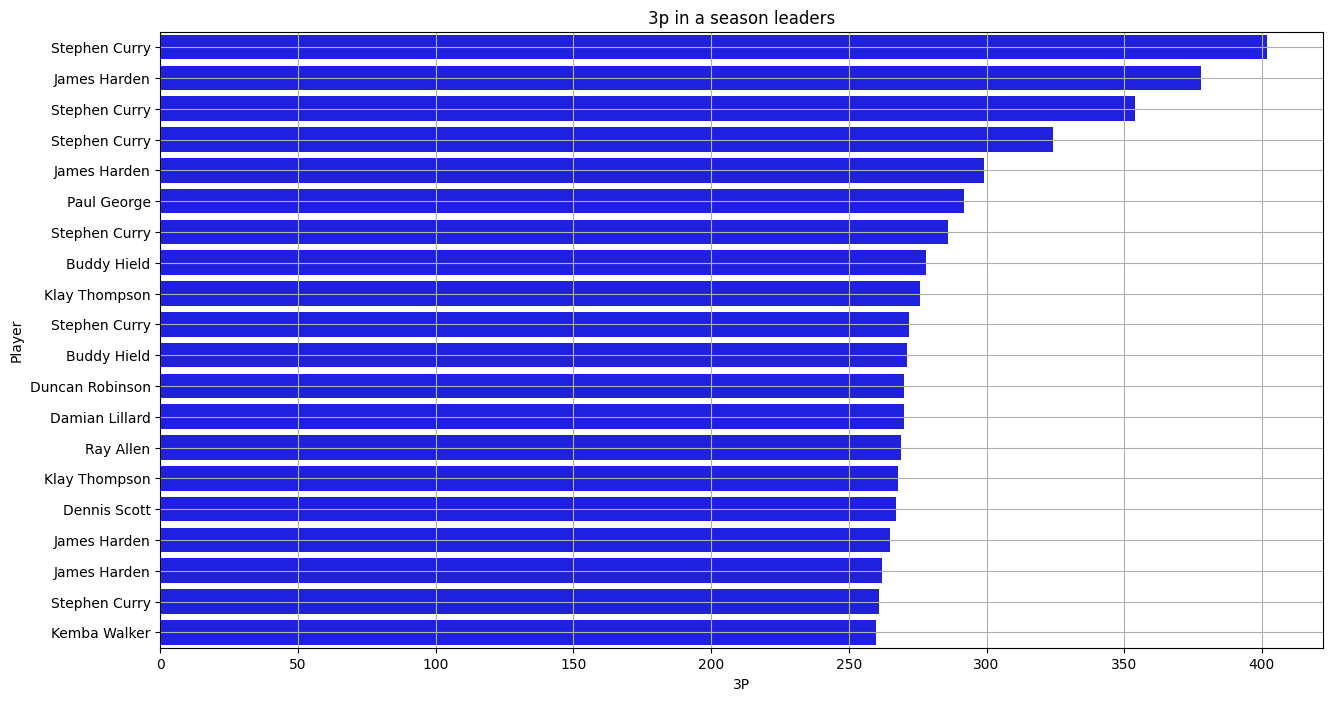 3p in a season leaders
Stephen Curry
James Harden
Stephen Curry
Stephen Curry
James Harden
Paul George
Stephen Curry
Buddy Hield
Klay Thompson
Stephen Curry
Buddy Hield
Duncan Robinson
Damian Lillard
Ray Allen
Klay Thompson
Dennis Scott
James Harden
James Harden
Stephen Curry
Kemba Walker
Player
0 50 100 150 200 250 300 350 400
3P